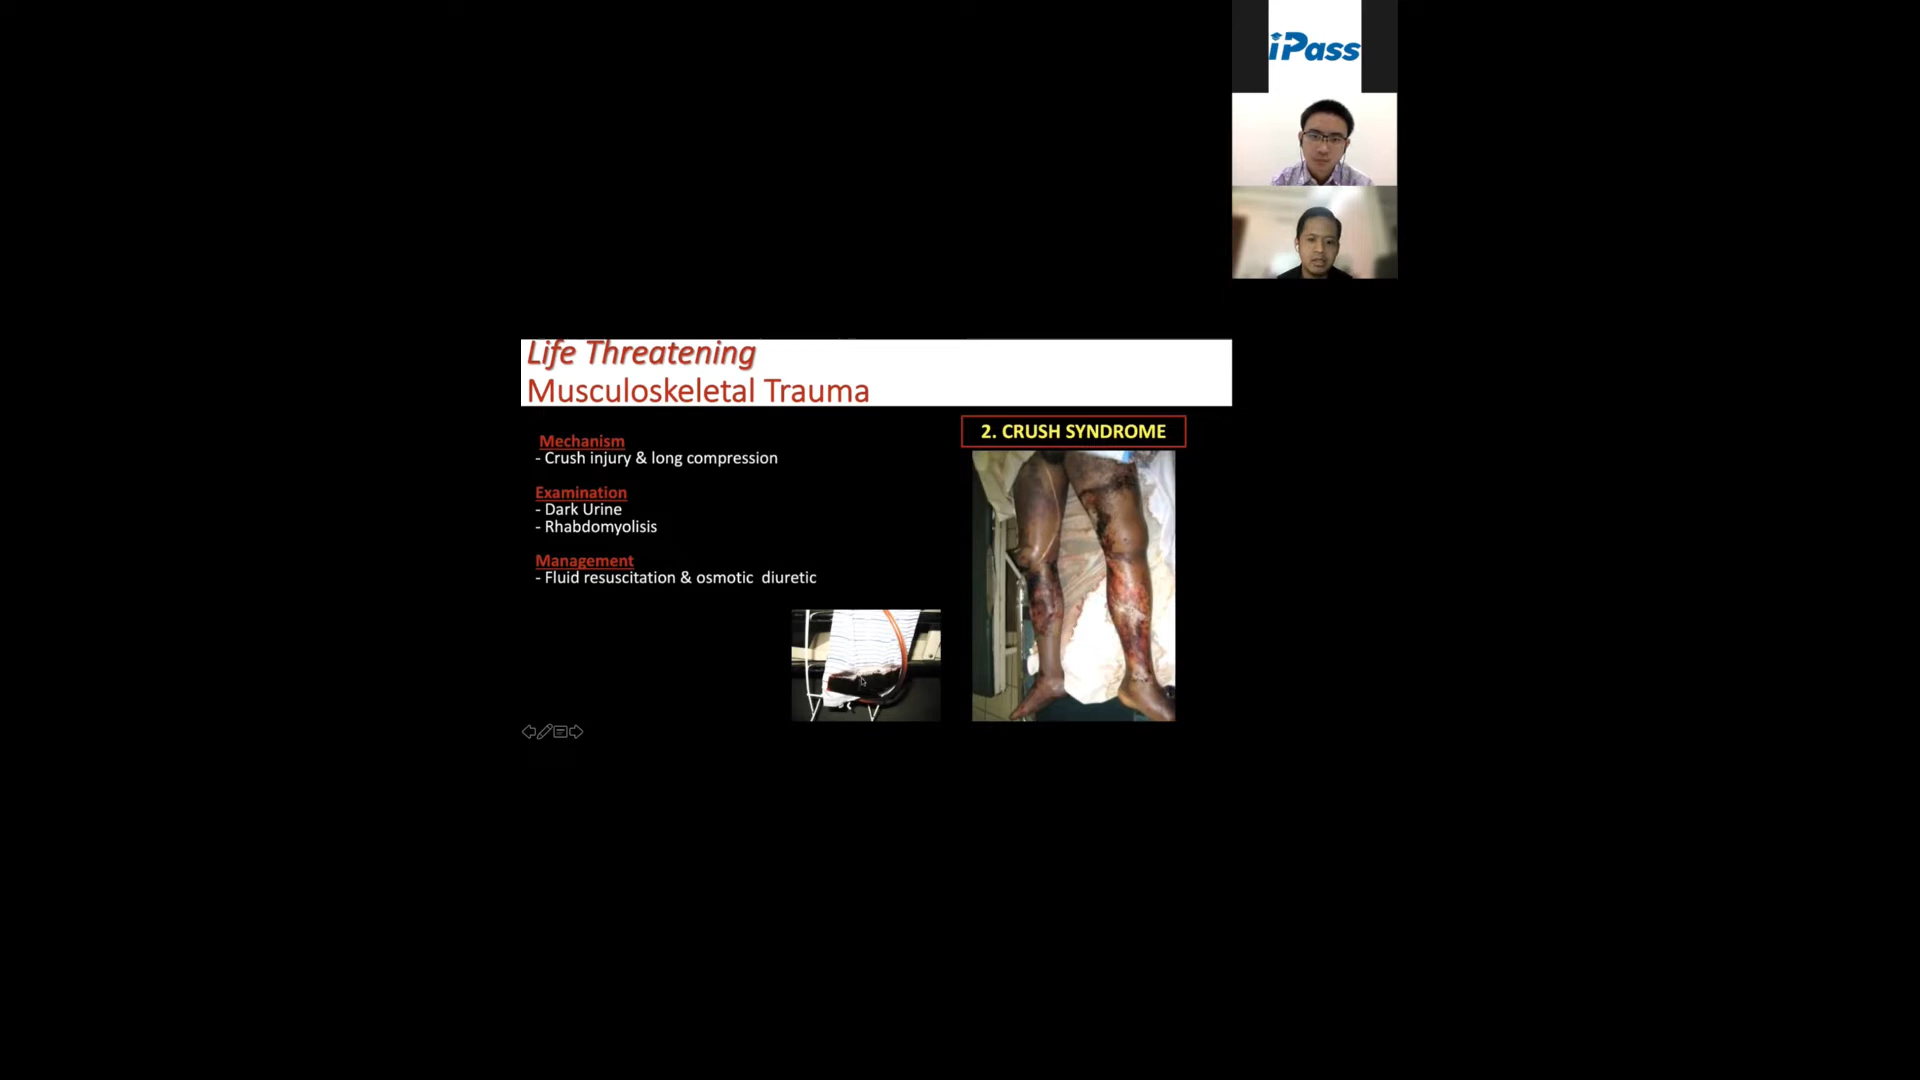 iPass
Life Threatening
Musculoskeletal Trauma
2. CRUSH SYNDROME
Mechanism
- Crush injury & long compression
Examination
- Dark Urine
- Rhabdomyolisis
Management
- Fluid resuscitation & osmotic diuretic